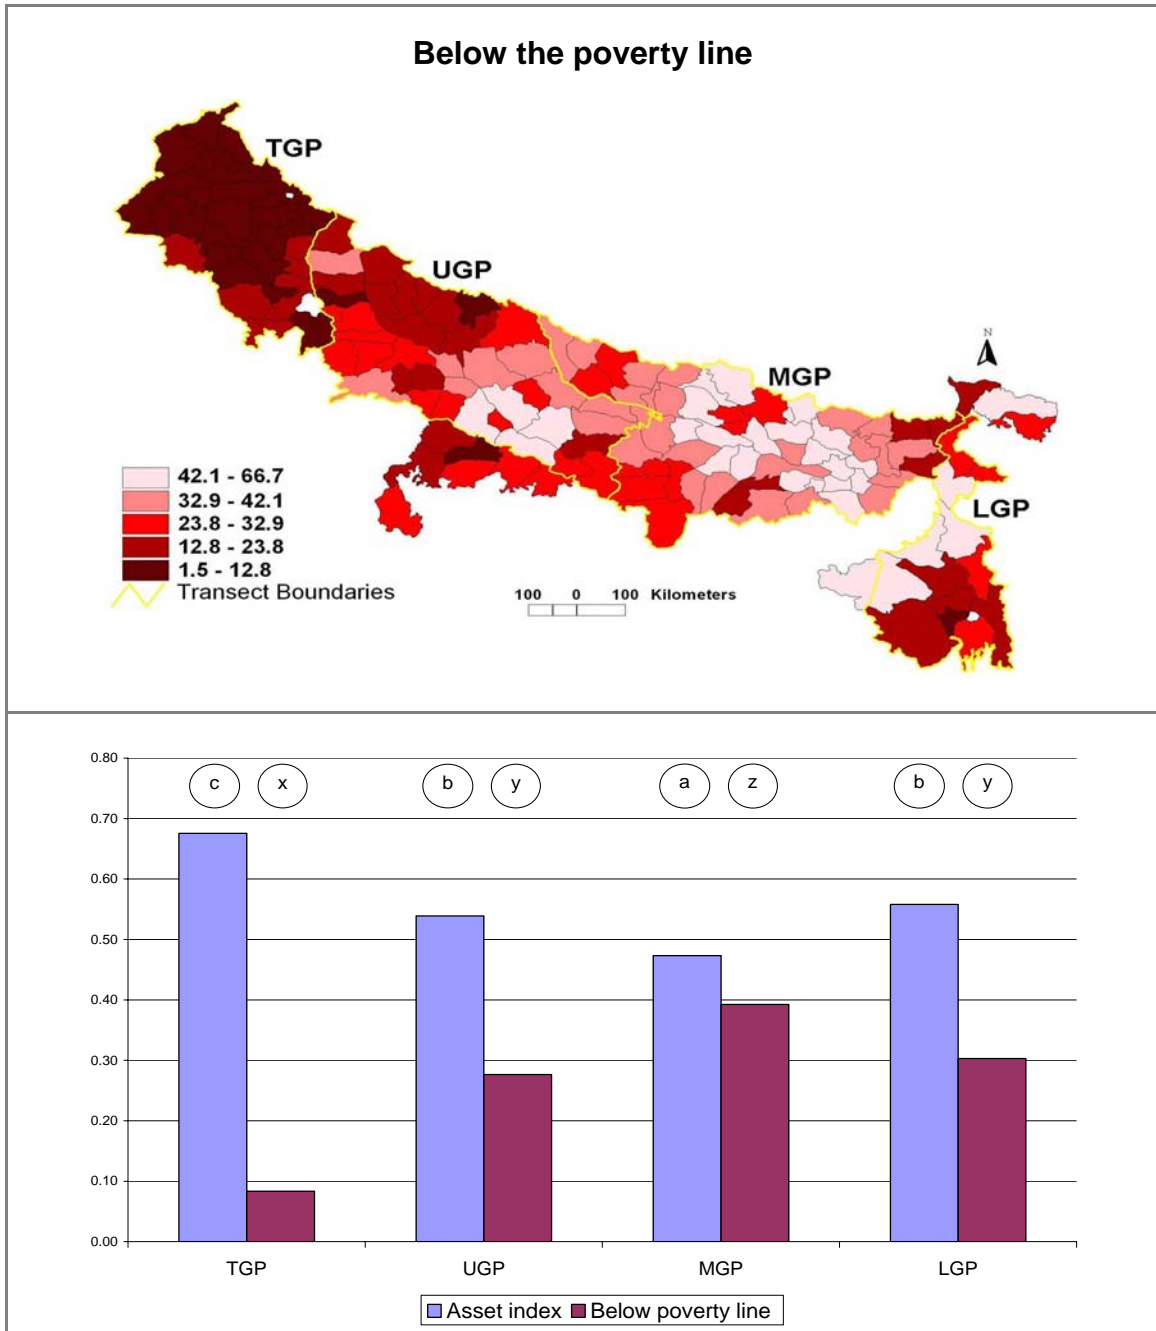 Below the poverty line
TGP
UGP
MGP
N
LGP
42.1 - 66.7
32.9 - 42.1
23.8 - 32.9
12.8 - 23.8
1.5 - 12.8
Transect Boundaries
100 0 100 Kilometers
0.80
c x b y a z b y
0.70
0.60
0.50
0.40
0.30
0.20
0.10
0.00
TGP UGP MGP LGP
Asset index Below poverty line